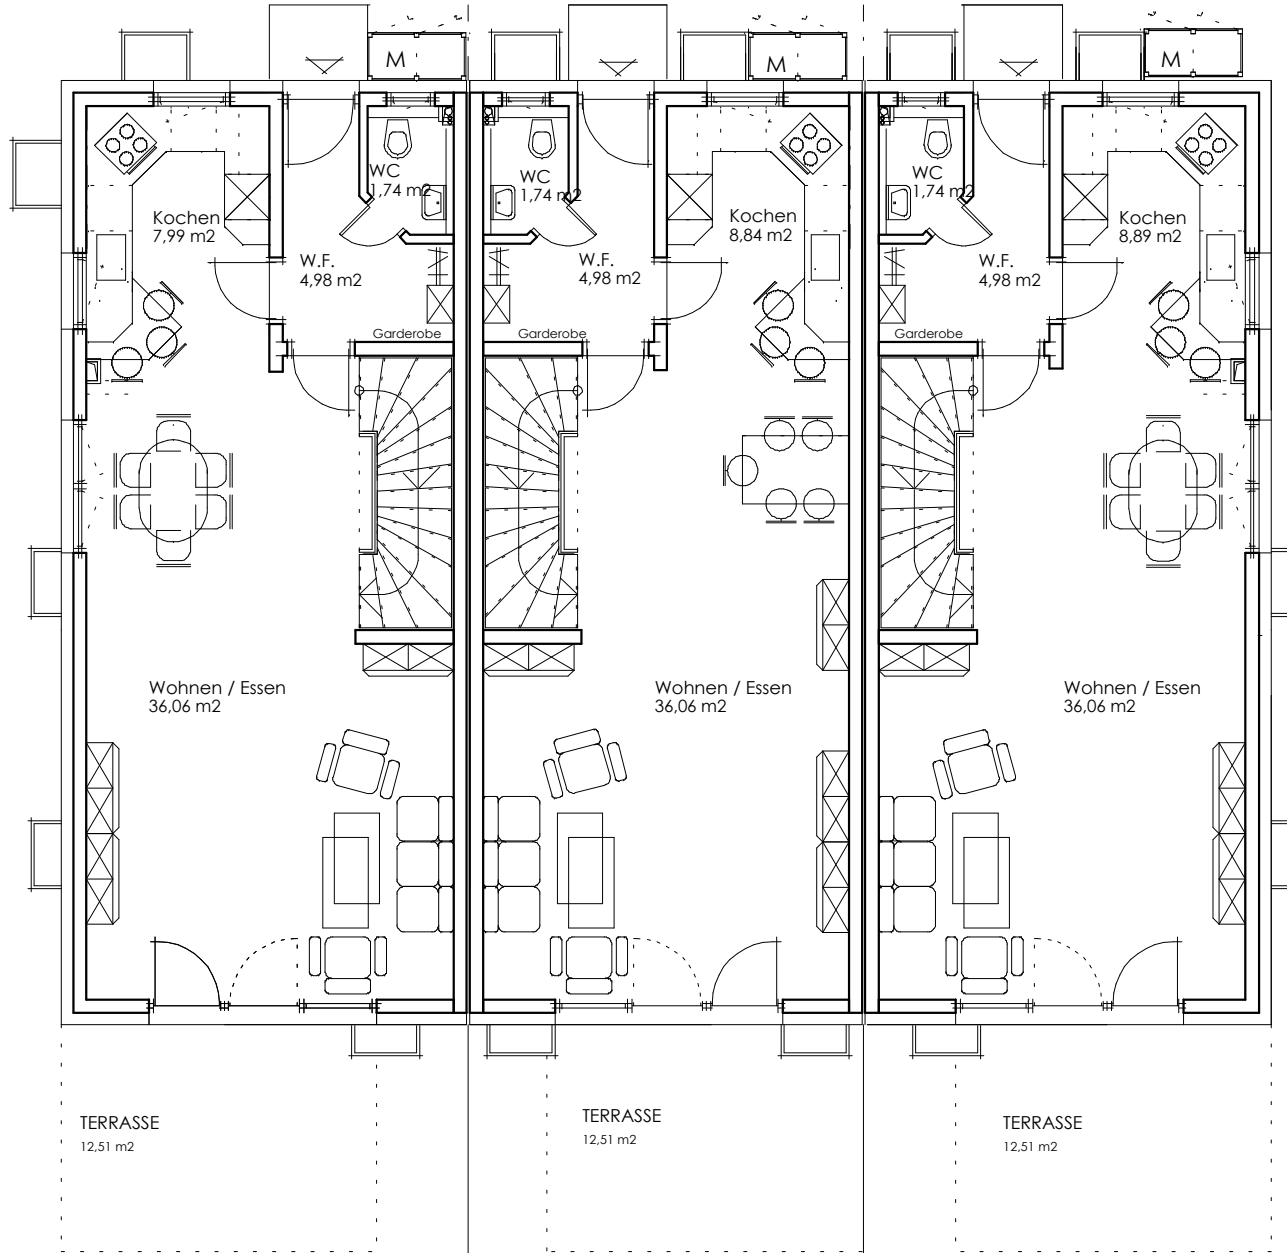 M
M
M
WC
1,74 m2
WC
1,74 m2
WC
1,74 m2
Kochen
7,99 m2
Kochen
8,84 m2
Kochen
8,89 m2
W.F.
4,98 m2
W.F.
4,98 m2
W.F.
4,98 m2
Garderobe
Garderobe
Garderobe
Wohnen / Essen
36,06 m2
Wohnen / Essen
36,06 m2
Wohnen / Essen
36,06 m2
TERRASSE
12,51 m2
TERRASSE
12,51 m2
TERRASSE
12,51 m2